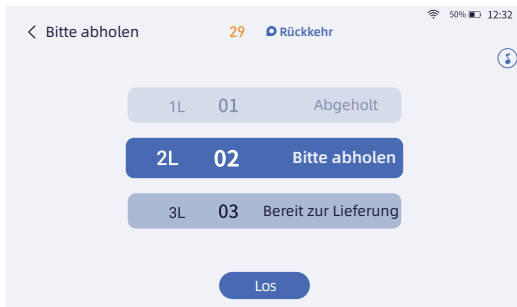 50% 12:32
Bitte abholen 29 Rückkehr
1L 01 Abgeholt
2L 02 Bitte abholen
3L 03 Bereit zur Lieferung
Los